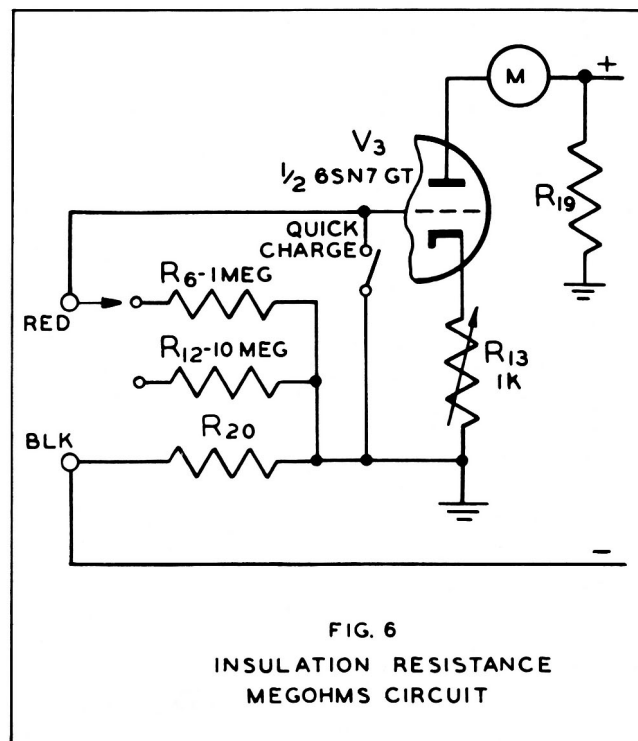 M
+
V3
1/2 6SN7 GT
R19
QUICK
CHARGE
R6-1MEG
RED
R12-10 MEG
R13
1K
R20
BLK
-
FIG. 6
INSULATION RESISTANCE
MEGOHMS CIRCUIT